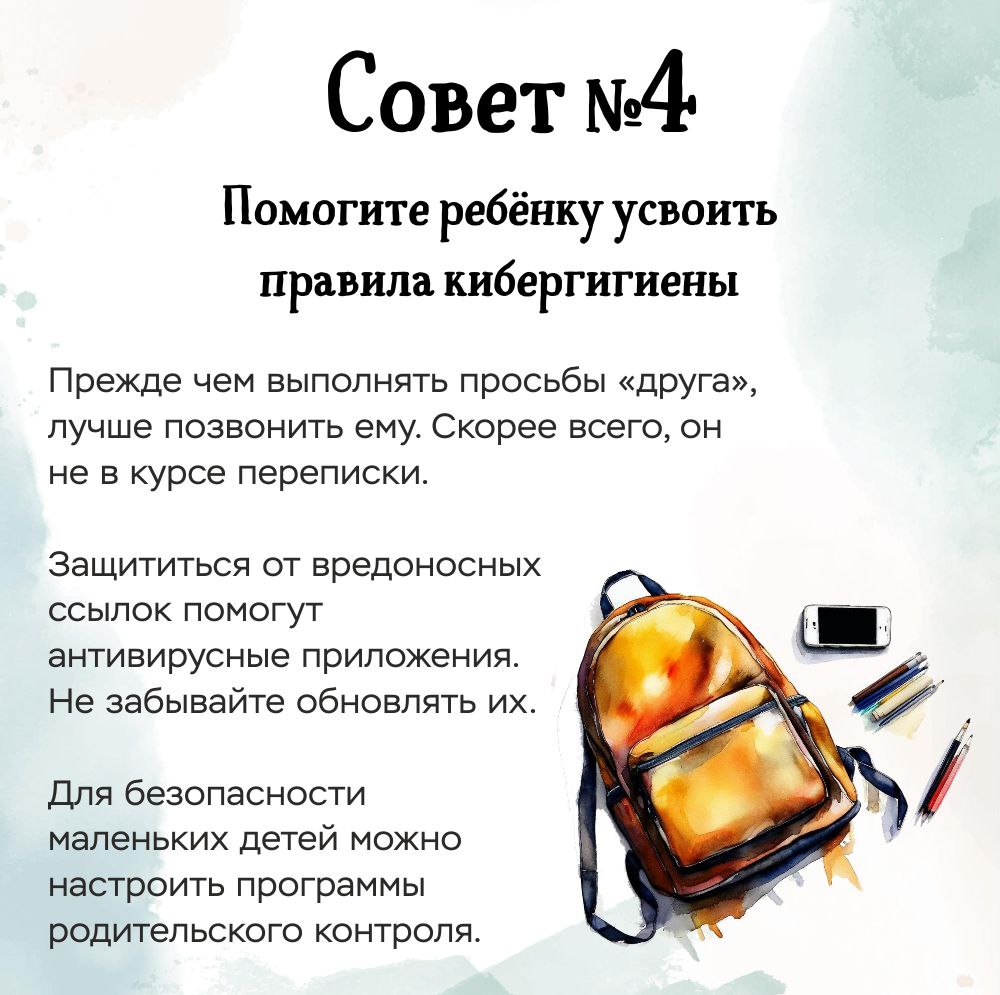 Совет №4
Помогите ребёнку усвоить
правила кибергигиены
Прежде чем выполнять просьбы «друга»,
лучше позвонить ему. Скорее всего, он
не в курсе переписки.
Защититься от вредоносных
ссылок помогут
антивирусные приложения.
Не забывайте обновлять их.
Для безопасности
маленьких детей можно
настроить программы
родительского контроля.